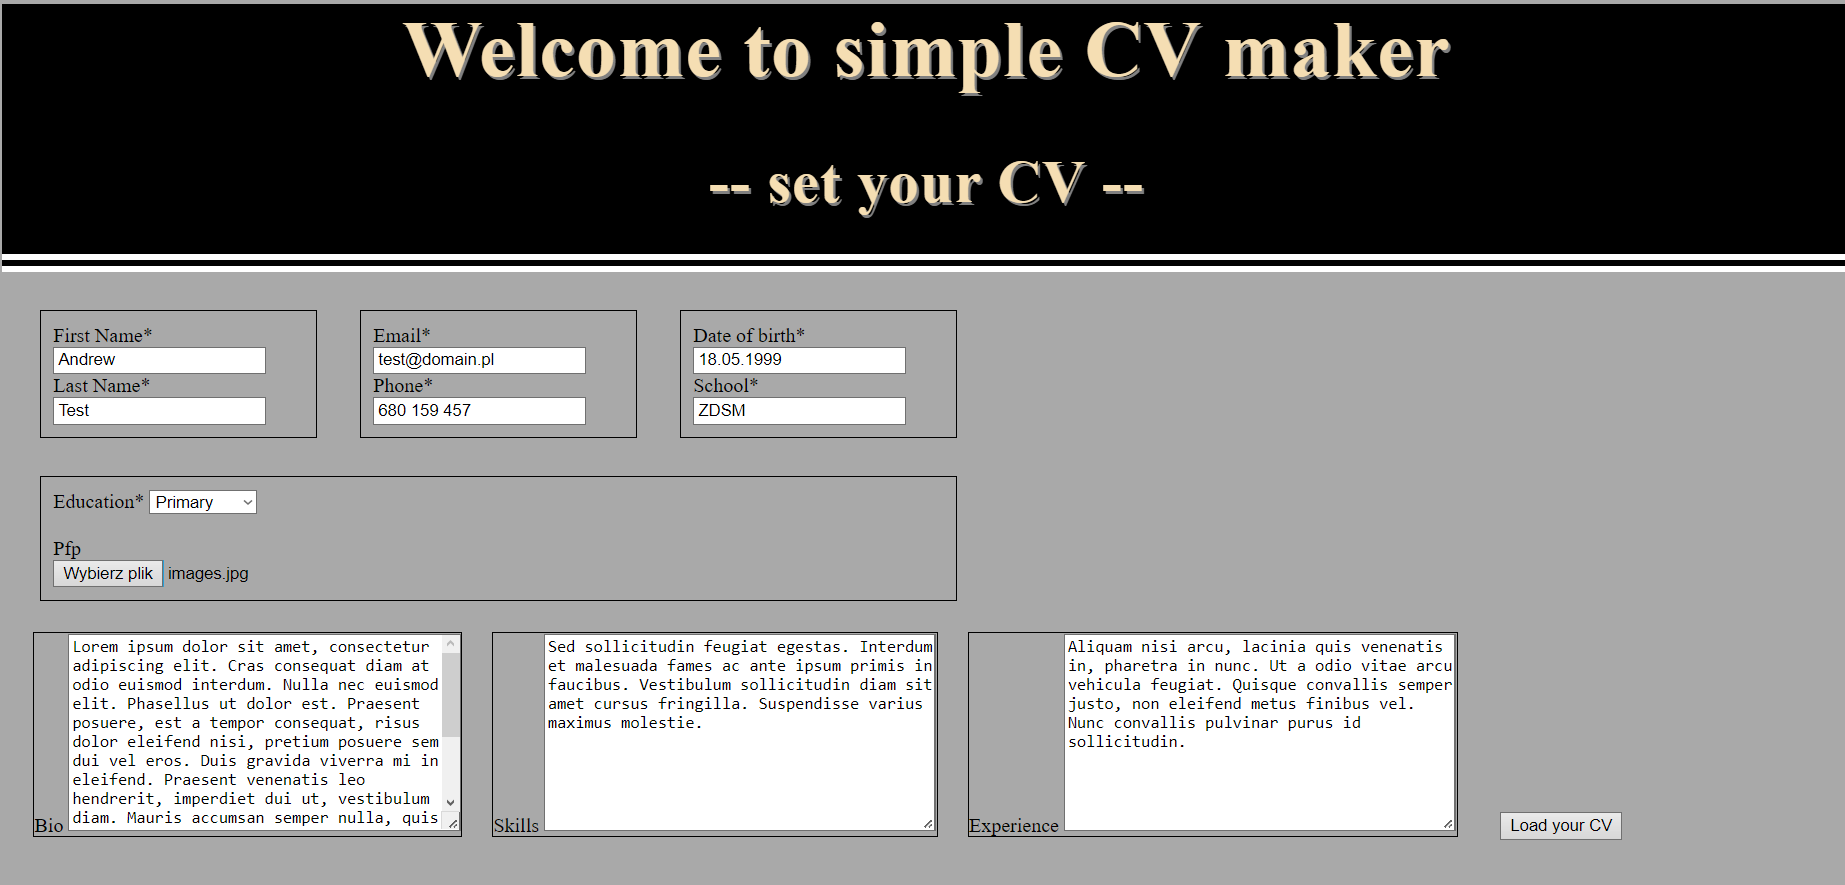 Welcome to simple CV maker
-- set your CV --
First Name*
Andrew
Last Name*
Test
Email*
test@domain.pl
Phone*
680 159 457
Date of birth*
18.05.1999
School*
ZDSM
Education* Primary
Pfp
Wybierz plik images.jpg
Lorem ipsum dolor sit amet, consectetur
adipiscing elit. Cras consequat diam at
odio euismod interdum. Nulla nec euismod
elit. Phasellus ut dolor est. Praesent
posuere, est a tempor consequat, risus
dolor eleifend nisi, pretium posuere sem
dui vel eros. Duis gravida viverra mi in
eleifend. Praesent venenatis leo
hendrerit, imperdiet dui ut, vestibulum
diam. Mauris accumsan semper nulla, quis
Bio
Sed sollicitudin feugiat egestas. Interdum
et malesuada fames ac ante ipsum primis in
faucibus. Vestibulum sollicitudin diam sit
amet cursus fringilla. Suspendisse varius
maximus molestie.
Skills
Aliquam nisi arcu, lacinia quis venenatis
in, pharetra in nunc. Ut a odio vitae arcu
vehicula feugiat. Quisque convallis semper
justo, non eleifend metus finibus vel.
Nunc convallis pulvinar purus id
sollicitudin.
Experience
Load your CV